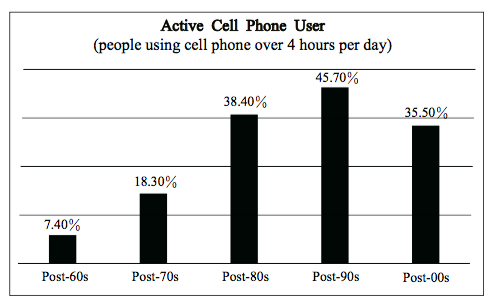 Active Cell Phone User
(people using cell phone over 4 hours per day)
45.70%
38.40%
35.50%
18.30%
7.40%
Post-60s Post-70s Post-80s Post-90s Post-00s